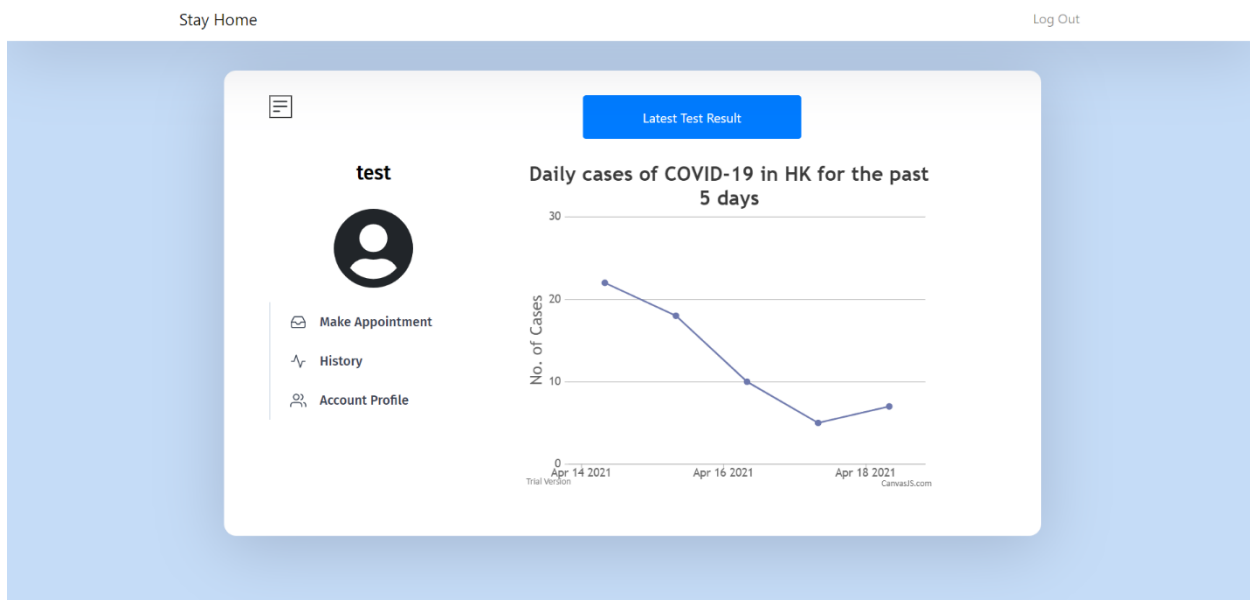 Stay Home
Log Out
Latest Test Result
test
Make Appointment
History
Account Profile
Daily cases of COVID-19 in HK for the past
5 days
No. of Cases
30
20
10
0
Apr 14 2021
Apr 16 2021
Apr 18 2021
Trial Version
CanvasJS.com